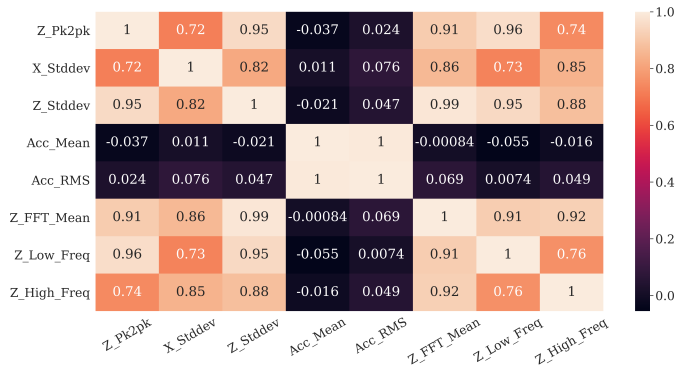 Z_Pk2pk 1 0.72 0.95 -0.037 0.024 0.91 0.96 0.74
X_Stddev 0.72 1 0.82 0.011 0.076 0.86 0.73 0.85
Z_Stddev 0.95 0.82 1 -0.021 0.047 0.99 0.95 0.88
Acc_Mean -0.037 0.011 -0.021 1 1 -0.00084 -0.055 -0.016
Acc_RMS 0.024 0.076 0.047 1 1 0.069 0.0074 0.049
Z_FFT_Mean 0.91 0.86 0.99 -0.00084 0.069 1 0.91 0.92
Z_Low_Freq 0.96 0.73 0.95 -0.055 0.0074 0.91 1 0.76
Z_High_Freq 0.74 0.85 0.88 -0.016 0.049 0.92 0.76 1
Z_Pk2pk X_Stddev Z_Stddev Acc_Mean Acc_RMS Z_FFT_Mean Z_Low_Freq Z_High_Freq
1.0
0.8
0.6
0.4
0.2
0.0